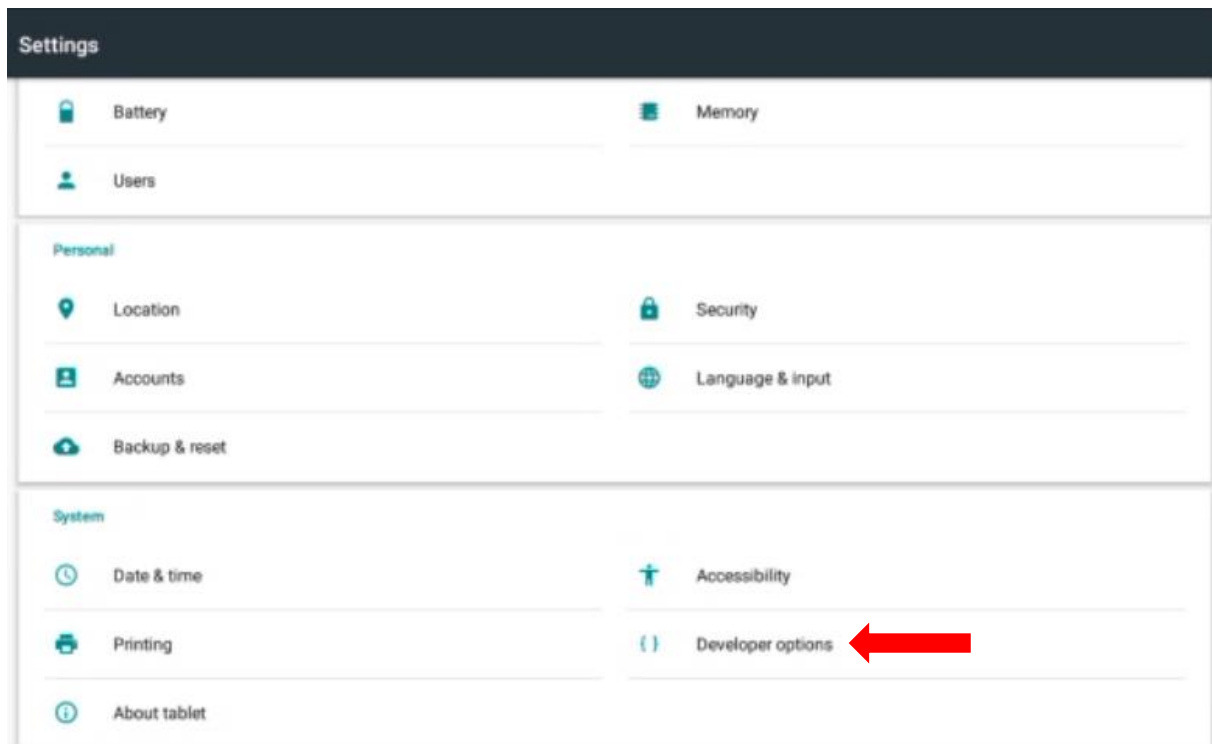 Settings
Battery
Memory
Users
Personal
Location
Security
Accounts
Language & input
Backup & reset
System
Date & time
Accessibility
Printing
{ } Developer options
About tablet